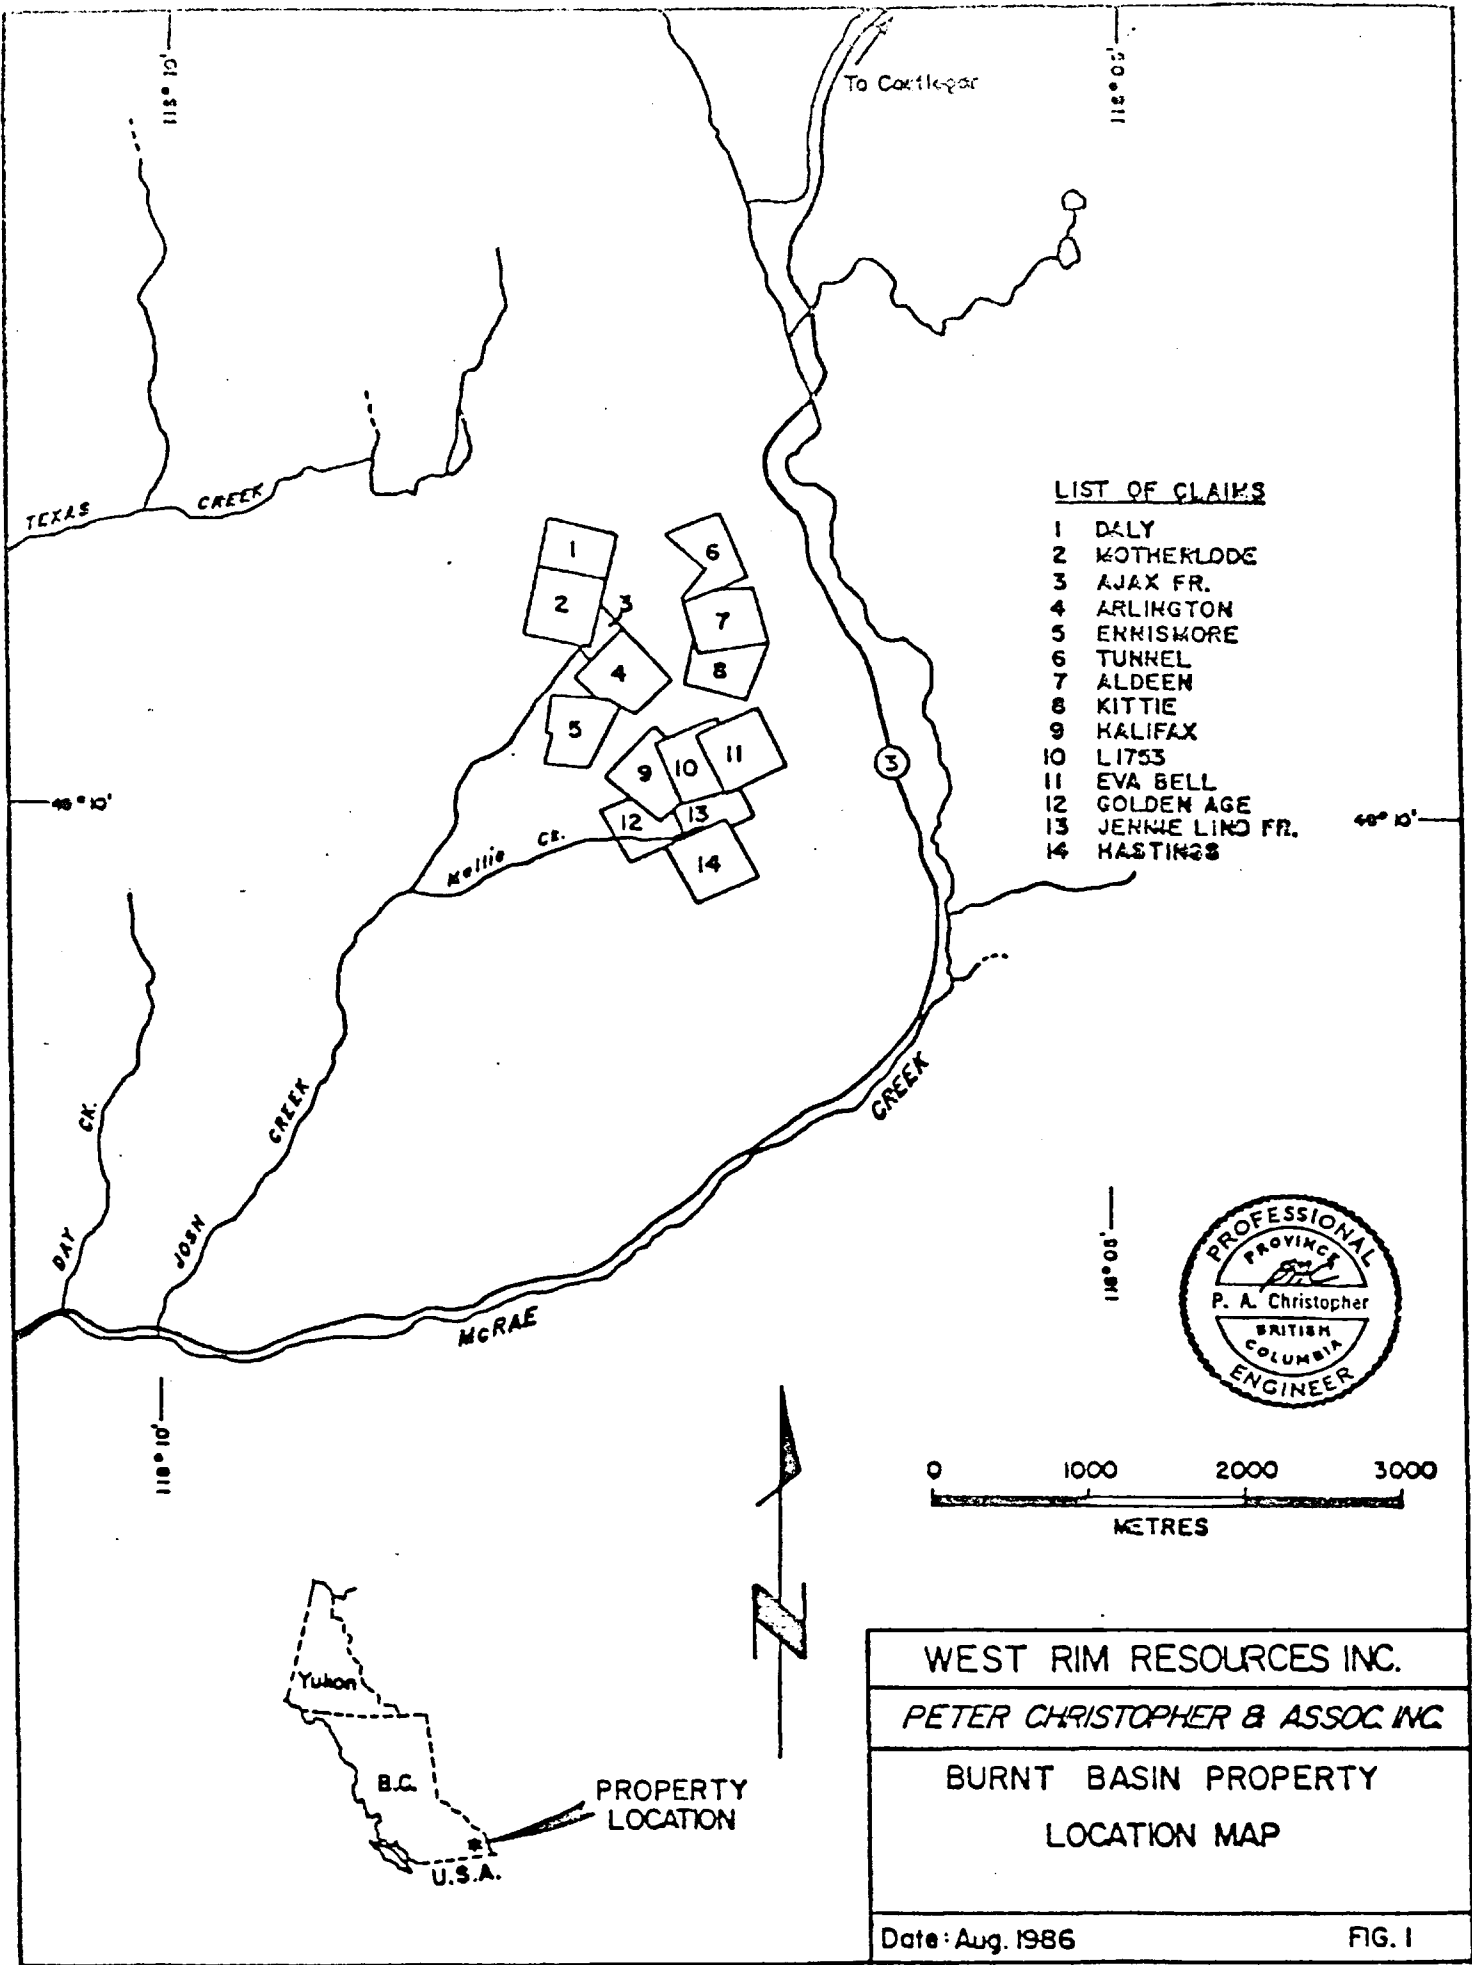 118° 10'
118° 05'
To Castlegar
TEXAS CREEK
LIST OF CLAIMS
1 DALY
2 MOTHERLODE
3 AJAX FR.
4 ARLINGTON
5 ENNISMORE
6 TUNNEL
7 ALDEEN
8 KITTIE
9 HALIFAX
10 L1753
11 EVA BELL
12 GOLDEN AGE
13 JENNIE LIND FR.
14 HASTINGS
1
2
3
4
5
6
7
8
9
10
11
12
13
14
3
49° 10'
49° 10'
Mollie CK.
DAY CK.
JOSH CREEK
McRAE CREEK
118° 05'
118° 10'
PROFESSIONAL
PROVINCE
P. A. Christopher
BRITISH
COLUMBIA
ENGINEER
0 1000 2000 3000
METRES
N
Yukon
B.C.
U.S.A.
PROPERTY
LOCATION
WEST RIM RESOURCES INC.
PETER CHRISTOPHER & ASSOC. INC.
BURNT BASIN PROPERTY
LOCATION MAP
Date: Aug. 1986 FIG. 1